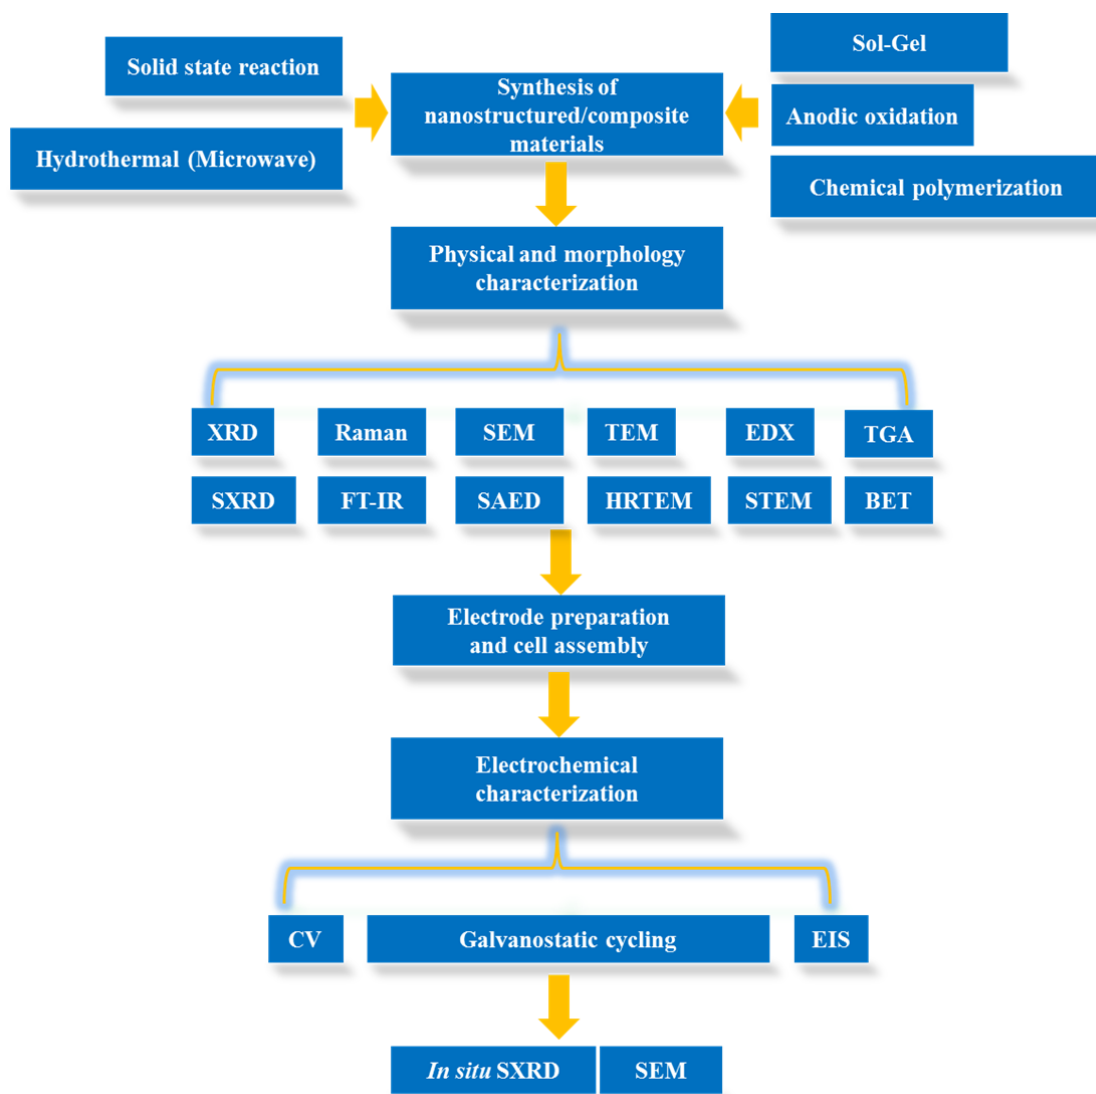 Solid state reaction
Hydrothermal (Microwave)
Synthesis of
nanostructured/composite
materials
Sol-Gel
Anodic oxidation
Chemical polymerization
Physical and morphology
characterization
XRD
Raman
SEM
TEM
EDX
TGA
SXRD
FT-IR
SAED
HRTEM
STEM
BET
Electrode preparation
and cell assembly
Electrochemical
characterization
CV
Galvanostatic cycling
EIS
In situ SXRD
SEM